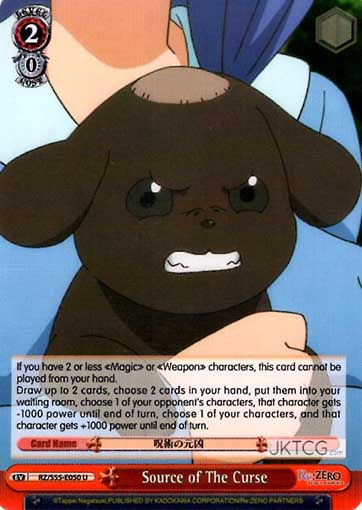 2
0
If you have 2 or less «Magic» or «Weapon» characters, this card cannot be
played from your hand.
Draw up to 2 cards, choose 2 cards in your hand, put them into your
waiting room, choose 1 of your opponent's characters, that character gets
-1000 power until end of turn, choose 1 of your characters, and that
character gets +1000 power until end of turn.
Card Name 呪術の元凶
JKTCG.com
EV RZ/S55-E050 U Source of The Curse Re:ZERO
©Tappei Nagatsuki,PUBLISHED BY KADOKAWA CORPORATION/Re:ZERO PARTNERS